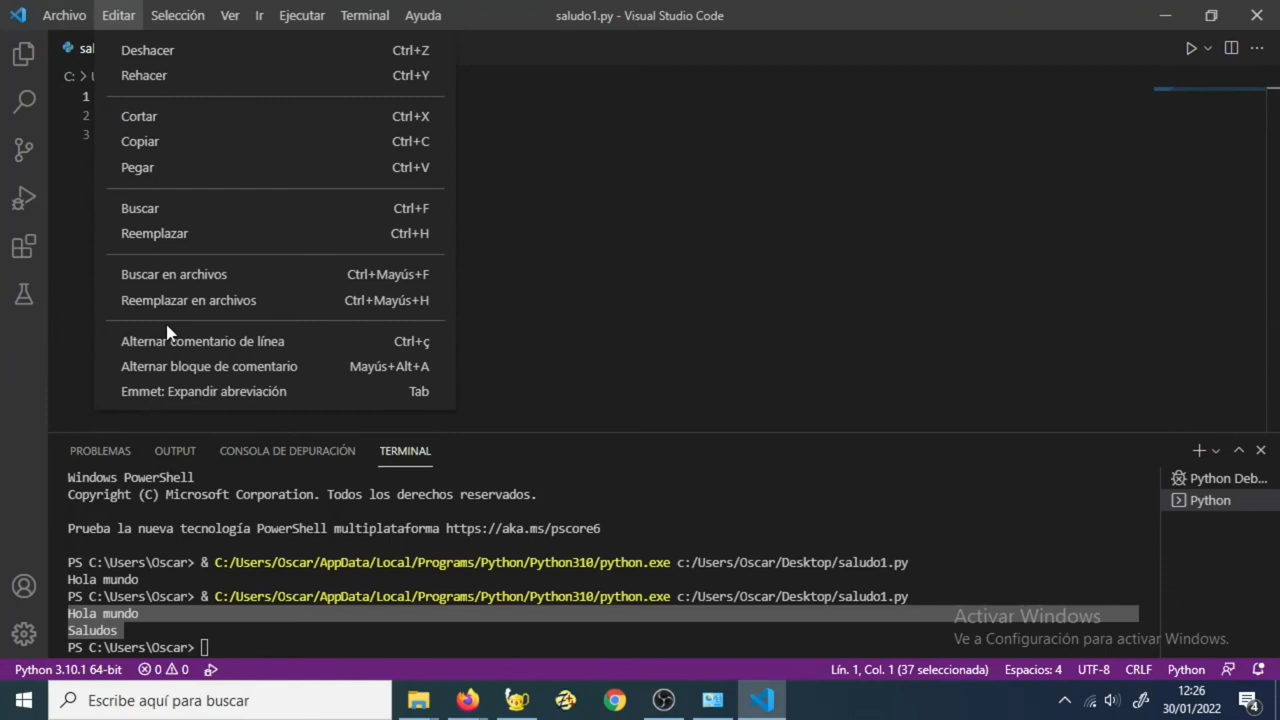 Archivo Editar Selección Ver Ir Ejecutar Terminal Ayuda saludo1.py - Visual Studio Code
Deshacer Ctrl+Z
Rehacer Ctrl+Y
C: >
1
2
3
Cortar Ctrl+X
Copiar Ctrl+C
Pegar Ctrl+V
Buscar Ctrl+F
Reemplazar Ctrl+H
Buscar en archivos Ctrl+Mayús+F
Reemplazar en archivos Ctrl+Mayús+H
Alternar comentario de línea Ctrl+ç
Alternar bloque de comentario Mayús+Alt+A
Emmet: Expandir abreviación Tab
PROBLEMAS OUTPUT CONSOLA DE DEPURACIÓN TERMINAL
Windows PowerShell
Copyright (C) Microsoft Corporation. Todos los derechos reservados.
Prueba la nueva tecnología PowerShell multiplataforma https://aka.ms/pscore6
PS C:\Users\Oscar> & C:/Users/Oscar/AppData/Local/Programs/Python/Python310/python.exe c:/Users/Oscar/Desktop/saludo1.py
Hola mundo
PS C:\Users\Oscar> & C:/Users/Oscar/AppData/Local/Programs/Python/Python310/python.exe c:/Users/Oscar/Desktop/saludo1.py
Hola mundo
Saludos
PS C:\Users\Oscar>
Python Deb...
Python
Activar Windows
Ve a Configuración para activar Windows.
Python 3.10.1 64-bit 0 0 Lín. 1, Col. 1 (37 seleccionada) Espacios: 4 UTF-8 CRLF Python
Escribe aquí para buscar
12:26
30/01/2022
4